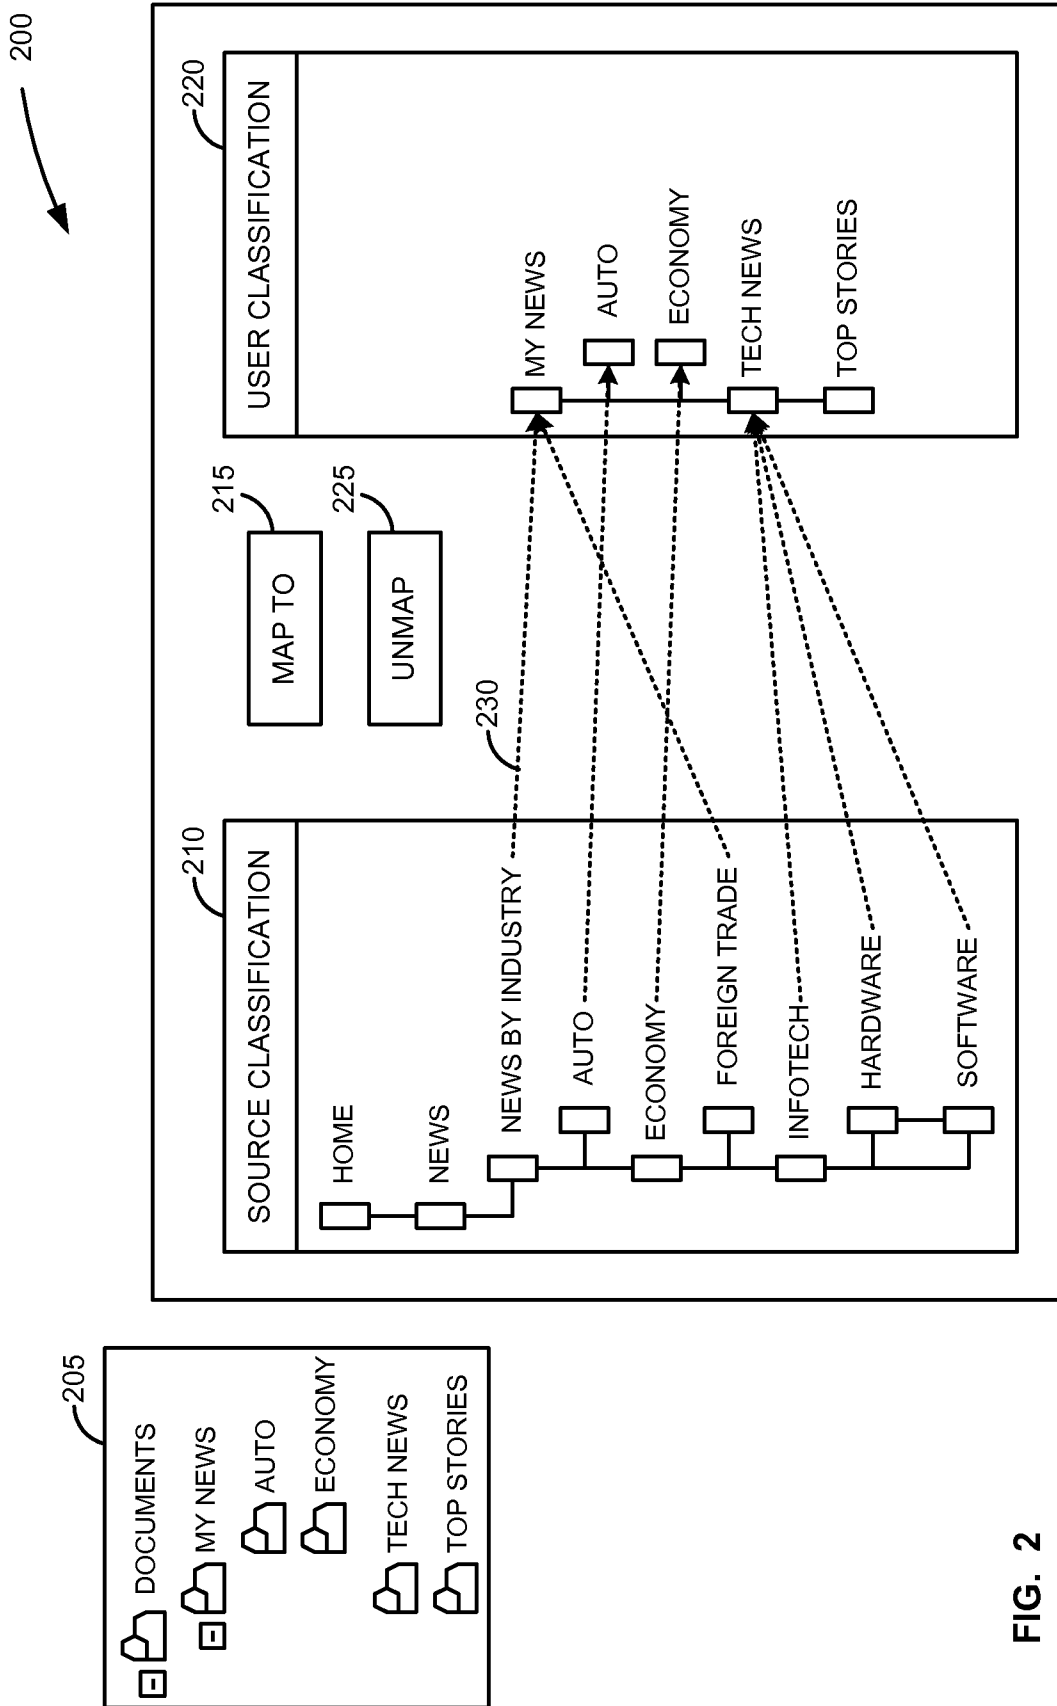 200
205
DOCUMENTS
MY NEWS
AUTO
ECONOMY
TECH NEWS
TOP STORIES
210
SOURCE CLASSIFICATION
HOME
NEWS
NEWS BY INDUSTRY
AUTO
ECONOMY
FOREIGN TRADE
INFOTECH
HARDWARE
SOFTWARE
215
MAP TO
225
UNMAP
230
220
USER CLASSIFICATION
MY NEWS
AUTO
ECONOMY
TECH NEWS
TOP STORIES
FIG. 2